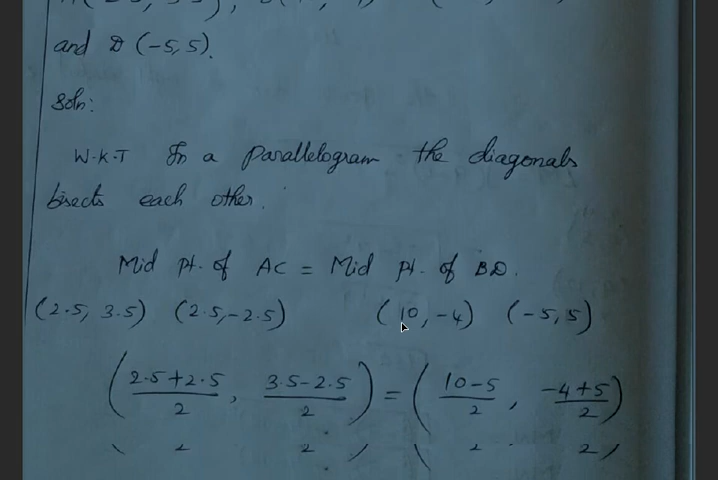 and D (-5,5).
Soln:
W.K.T In a parallelogram the diagonals
bisects each other.
Mid pt. of AC = Mid pt. of BD.
(2.5, 3.5) (2.5,-2.5) (10,-4) (-5,5)
(2.5+2.5/2, 3.5-2.5/2) = (10-5/2, -4+5/2)